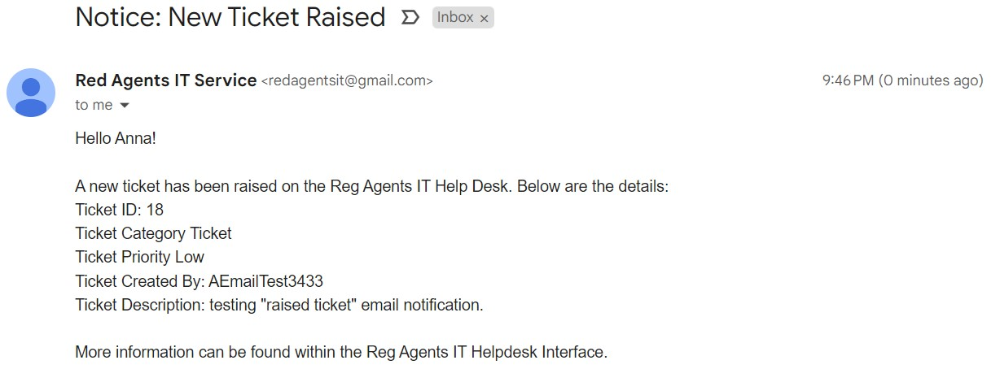 Notice: New Ticket Raised Inbox ×
Red Agents IT Service <redagentsit@gmail.com> 9:46 PM (0 minutes ago)
to me
Hello Anna!
A new ticket has been raised on the Reg Agents IT Help Desk. Below are the details:
Ticket ID: 18
Ticket Category Ticket
Ticket Priority Low
Ticket Created By: AEmailTest3433
Ticket Description: testing "raised ticket" email notification.
More information can be found within the Reg Agents IT Helpdesk Interface.